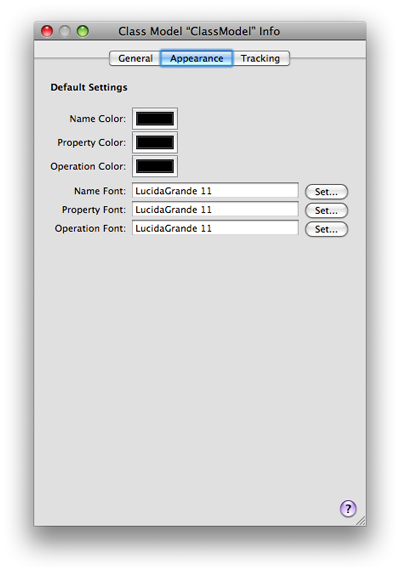 Class Model “ClassModel” Info
General Appearance Tracking
Default Settings
Name Color:
Property Color:
Operation Color:
Name Font: LucidaGrande 11 Set...
Property Font: LucidaGrande 11 Set...
Operation Font: LucidaGrande 11 Set...
?